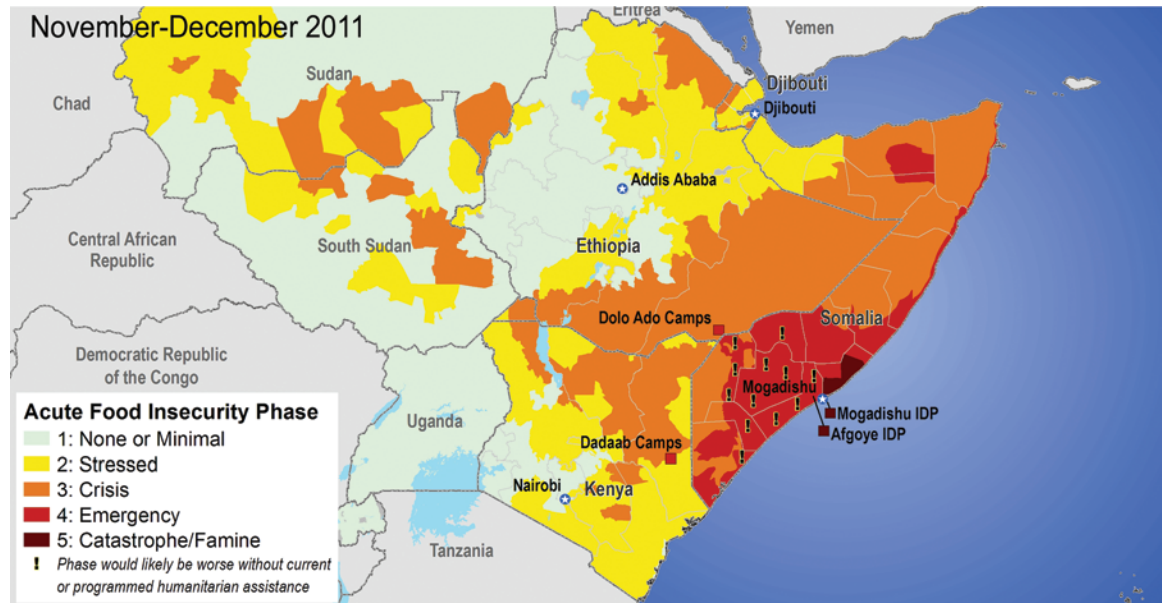 November-December 2011
Eritrea
Yemen
Chad
Sudan
Djibouti
Djibouti
Addis Ababa
Central African
Republic
South Sudan
Ethiopia
Dolo Ado Camps
Somalia
Democratic Republic
of the Congo
Mogadishu
Mogadishu IDP
Afgoye IDP
Uganda
Dadaab Camps
Nairobi
Kenya
Tanzania
Acute Food Insecurity Phase
1: None or Minimal
2: Stressed
3: Crisis
4: Emergency
5: Catastrophe/Famine
! Phase would likely be worse without current
or programmed humanitarian assistance
!
!
!
!
!
!
!
!
!
!
!
!